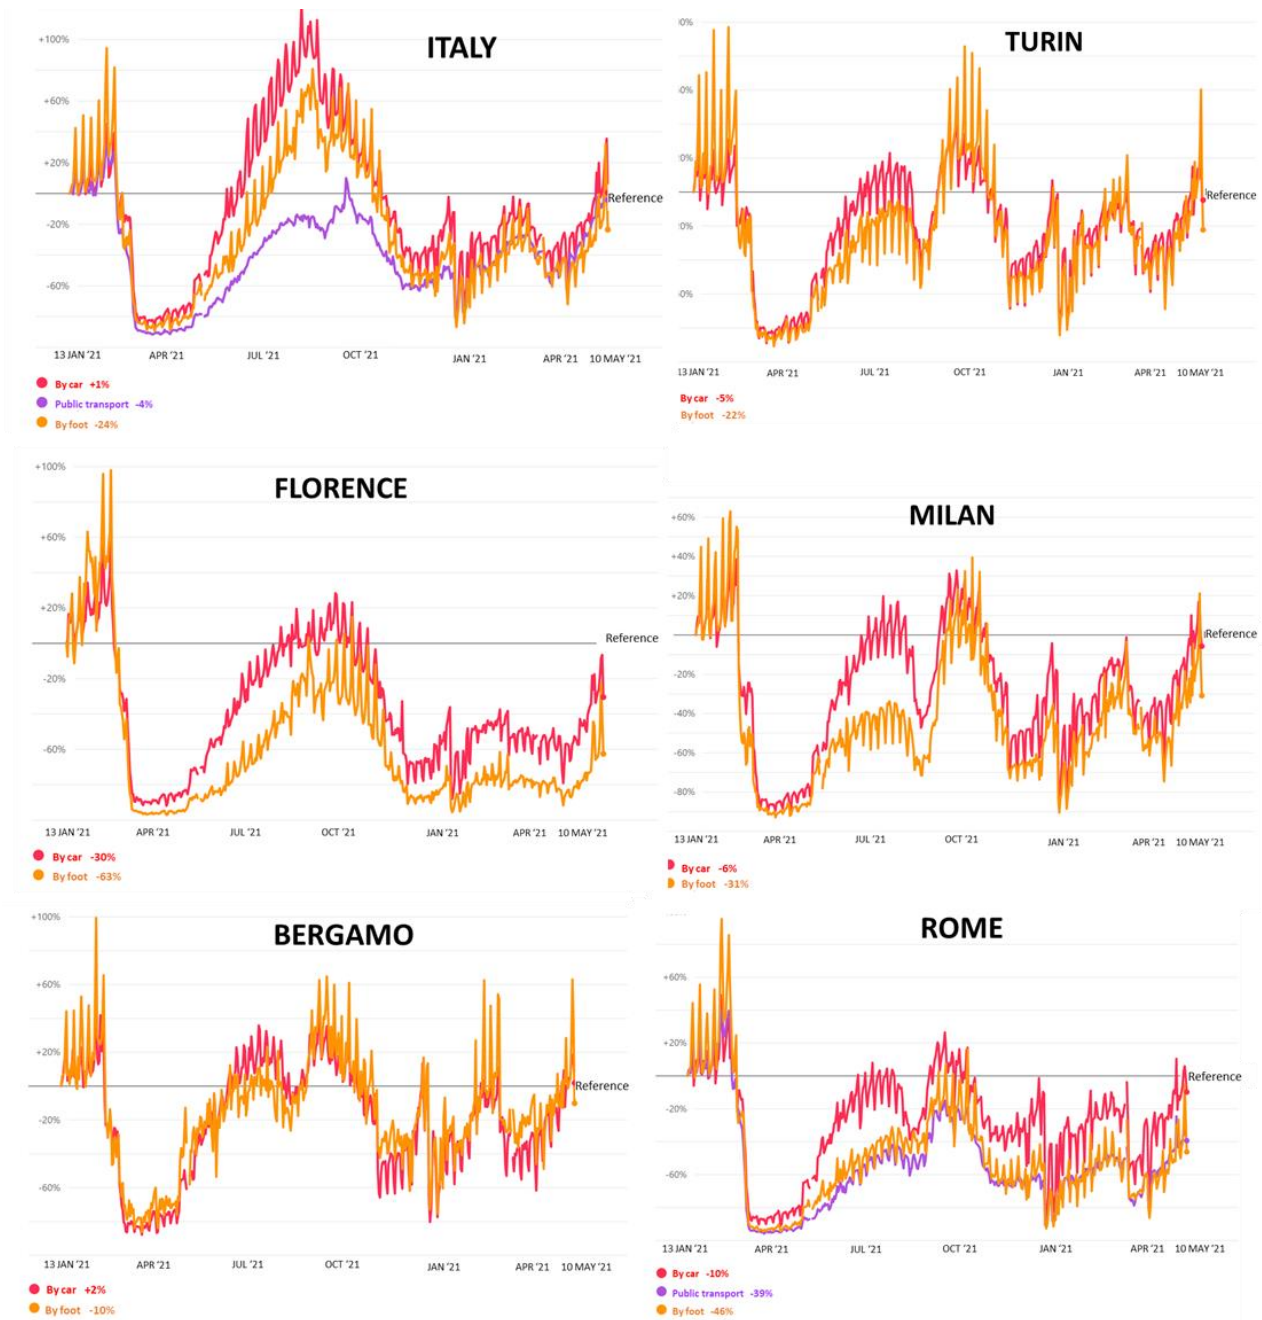 ITALY
+100%
+60%
+20%
-20%
-60%
Reference
13 JAN '21 APR '21 JUL '21 OCT '21 JAN '21 APR '21 10 MAY '21
By car +1%
Public transport -4%
By foot -24%
TURIN
0%
0%
0%
0%
0%
Reference
13 JAN '21 APR '21 JUL '21 OCT '21 JAN '21 APR '21 10 MAY '21
By car -5%
By foot -22%
FLORENCE
+100%
+60%
+20%
-20%
-60%
Reference
13 JAN '21 APR '21 JUL '21 OCT '21 JAN '21 APR '21 10 MAY '21
By car -30%
By foot -63%
MILAN
+60%
+40%
+20%
-20%
-40%
-60%
-80%
Reference
13 JAN '21 APR '21 JUL '21 OCT '21 JAN '21 APR '21 10 MAY '21
By car -6%
By foot -31%
BERGAMO
+100%
+60%
+20%
-20%
-60%
Reference
13 JAN '21 APR '21 JUL '21 OCT '21 JAN '21 APR '21 10 MAY '21
By car +2%
By foot -10%
ROME
+60%
+20%
-20%
-60%
Reference
13 JAN '21 APR '21 JUL '21 OCT '21 JAN '21 APR '21 10 MAY '21
By car -10%
Public transport -39%
By foot -46%